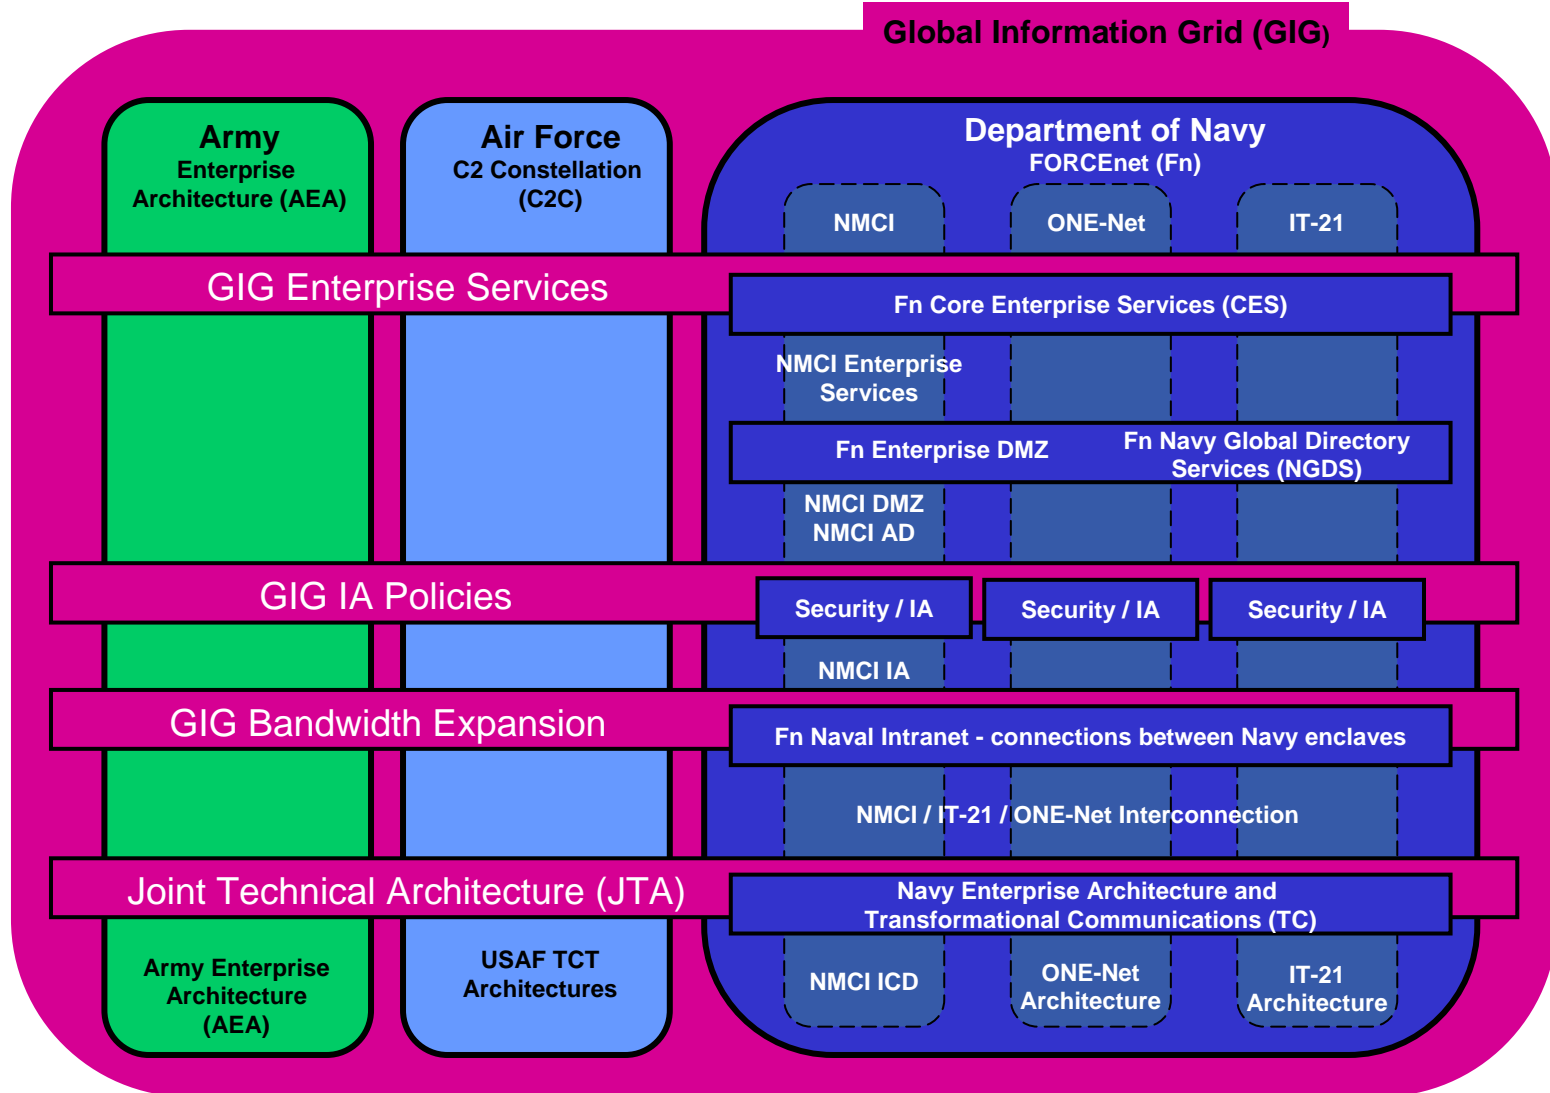 Global Information Grid (GIG)
Army
Enterprise
Architecture (AEA)
Air Force
C2 Constellation
(C2C)
Department of Navy
FORCEnet (Fn)
NMCI
ONE-Net
IT-21
GIG Enterprise Services
Fn Core Enterprise Services (CES)
NMCI Enterprise
Services
Fn Enterprise DMZ
Fn Navy Global Directory
Services (NGDS)
NMCI DMZ
NMCI AD
GIG IA Policies
Security / IA
Security / IA
Security / IA
NMCI IA
GIG Bandwidth Expansion
Fn Naval Intranet - connections between Navy enclaves
NMCI / IT-21 / ONE-Net Interconnection
Joint Technical Architecture (JTA)
Navy Enterprise Architecture and
Transformational Communications (TC)
Army Enterprise
Architecture
(AEA)
USAF TCT
Architectures
NMCI ICD
ONE-Net
Architecture
IT-21
Architecture